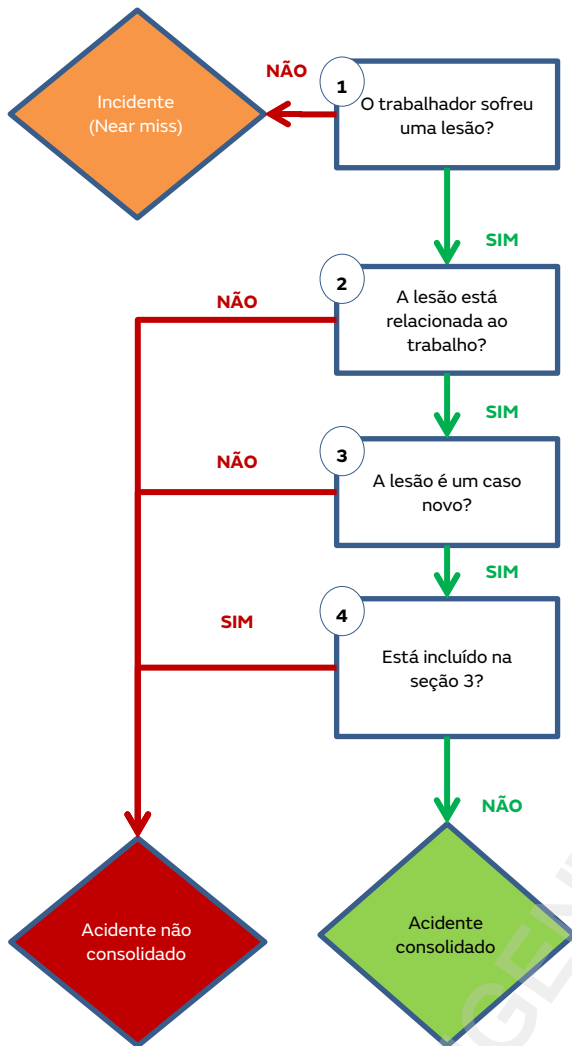 NÃO
1
O trabalhador sofreu
uma lesão?
Incidente
(Near miss)
SIM
2
NÃO
A lesão está
relacionada ao
trabalho?
SIM
3
NÃO
A lesão é um caso
novo?
SIM
4
SIM
Está incluído na
seção 3?
NÃO
Acidente não
consolidado
Acidente
consolidado